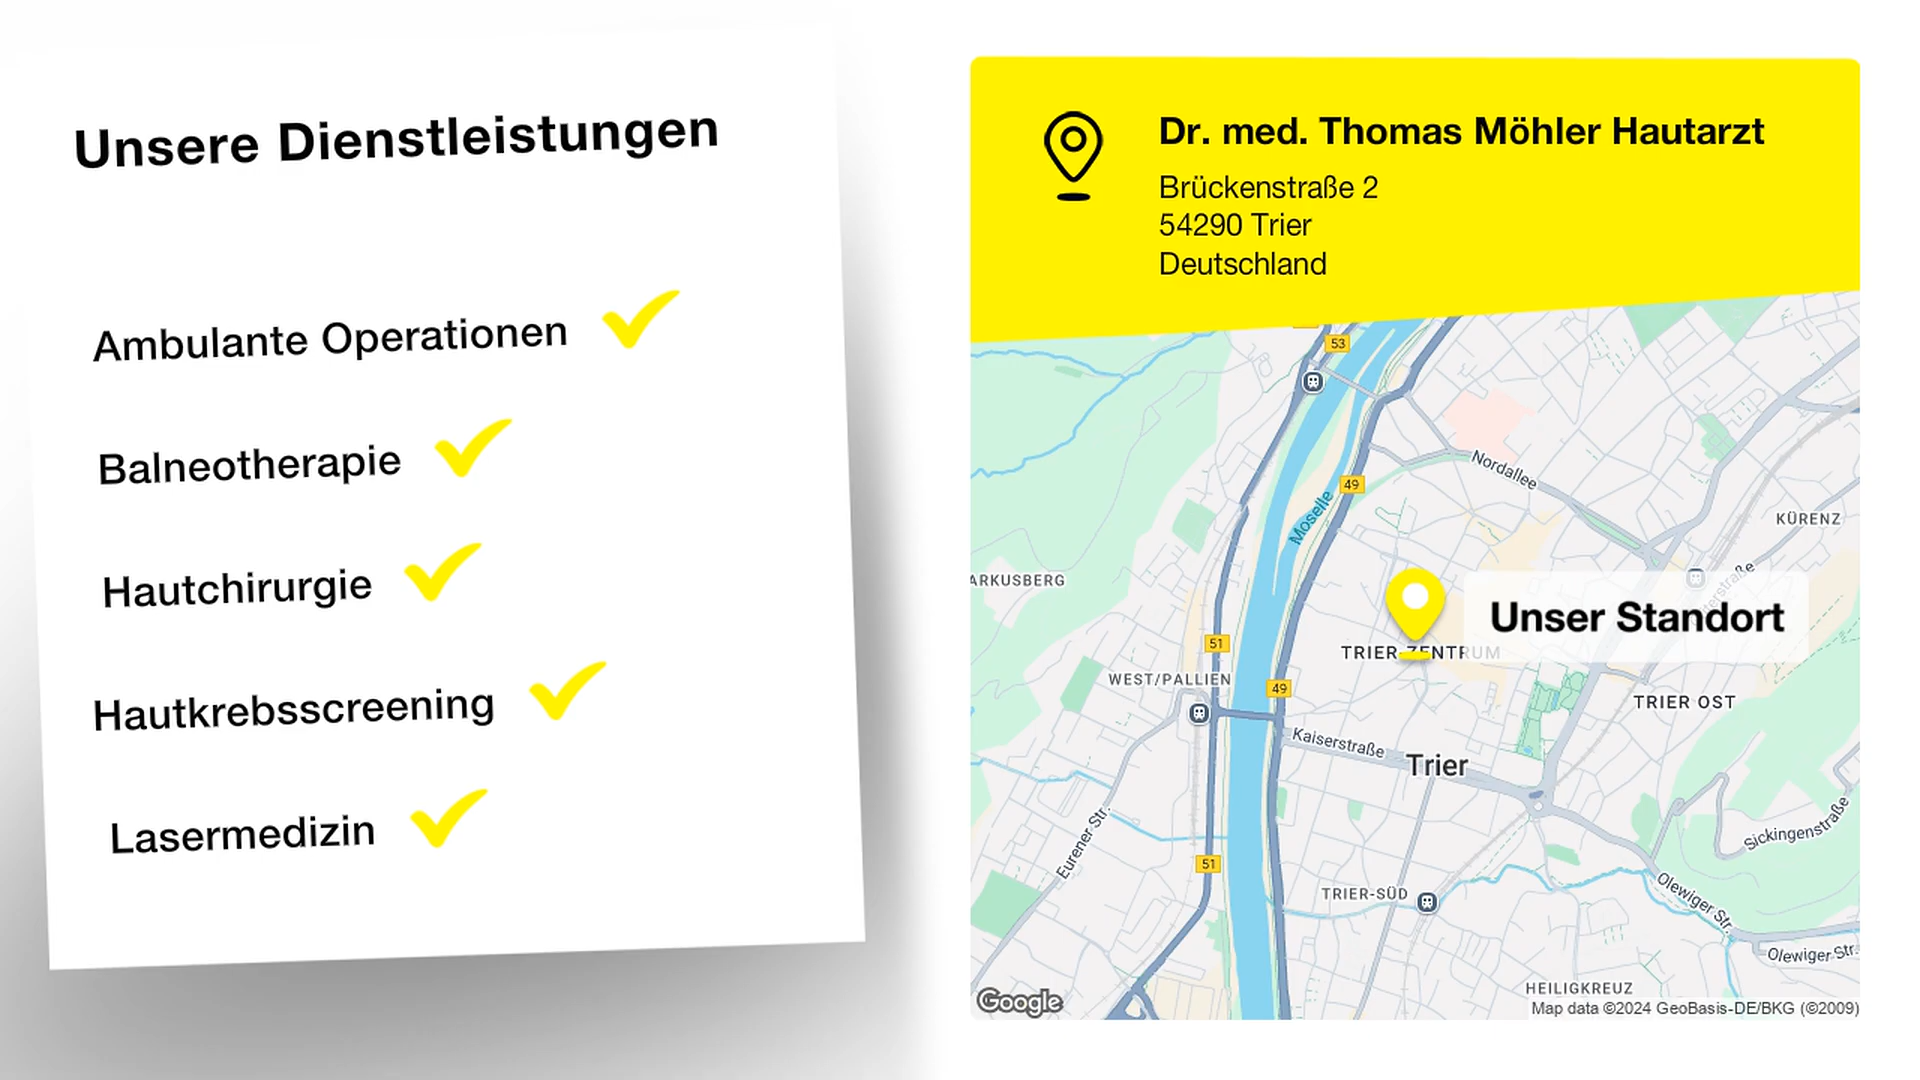 Unsere Dienstleistungen
Ambulante Operationen
Balneotherapie
Hautchirurgie
Hautkrebsscreening
Lasermedizin
Dr. med. Thomas Möhler Hautarzt
Brückenstraße 2
54290 Trier
Deutschland
53
49
Nordallee
Moselle
KÜRENZ
ARKUSBERG
Unser Standort
51
TRIER-ZENTRUM
WEST/PALLIEN
49
TRIER OST
Kaiserstraße
Trier
Eurener Str.
Sickingenstraße
51
TRIER-SÜD
Olewiger Str.
Olewiger Str.
HEILIGKREUZ
Google
Map data ©2024 GeoBasis-DE/BKG (©2009)